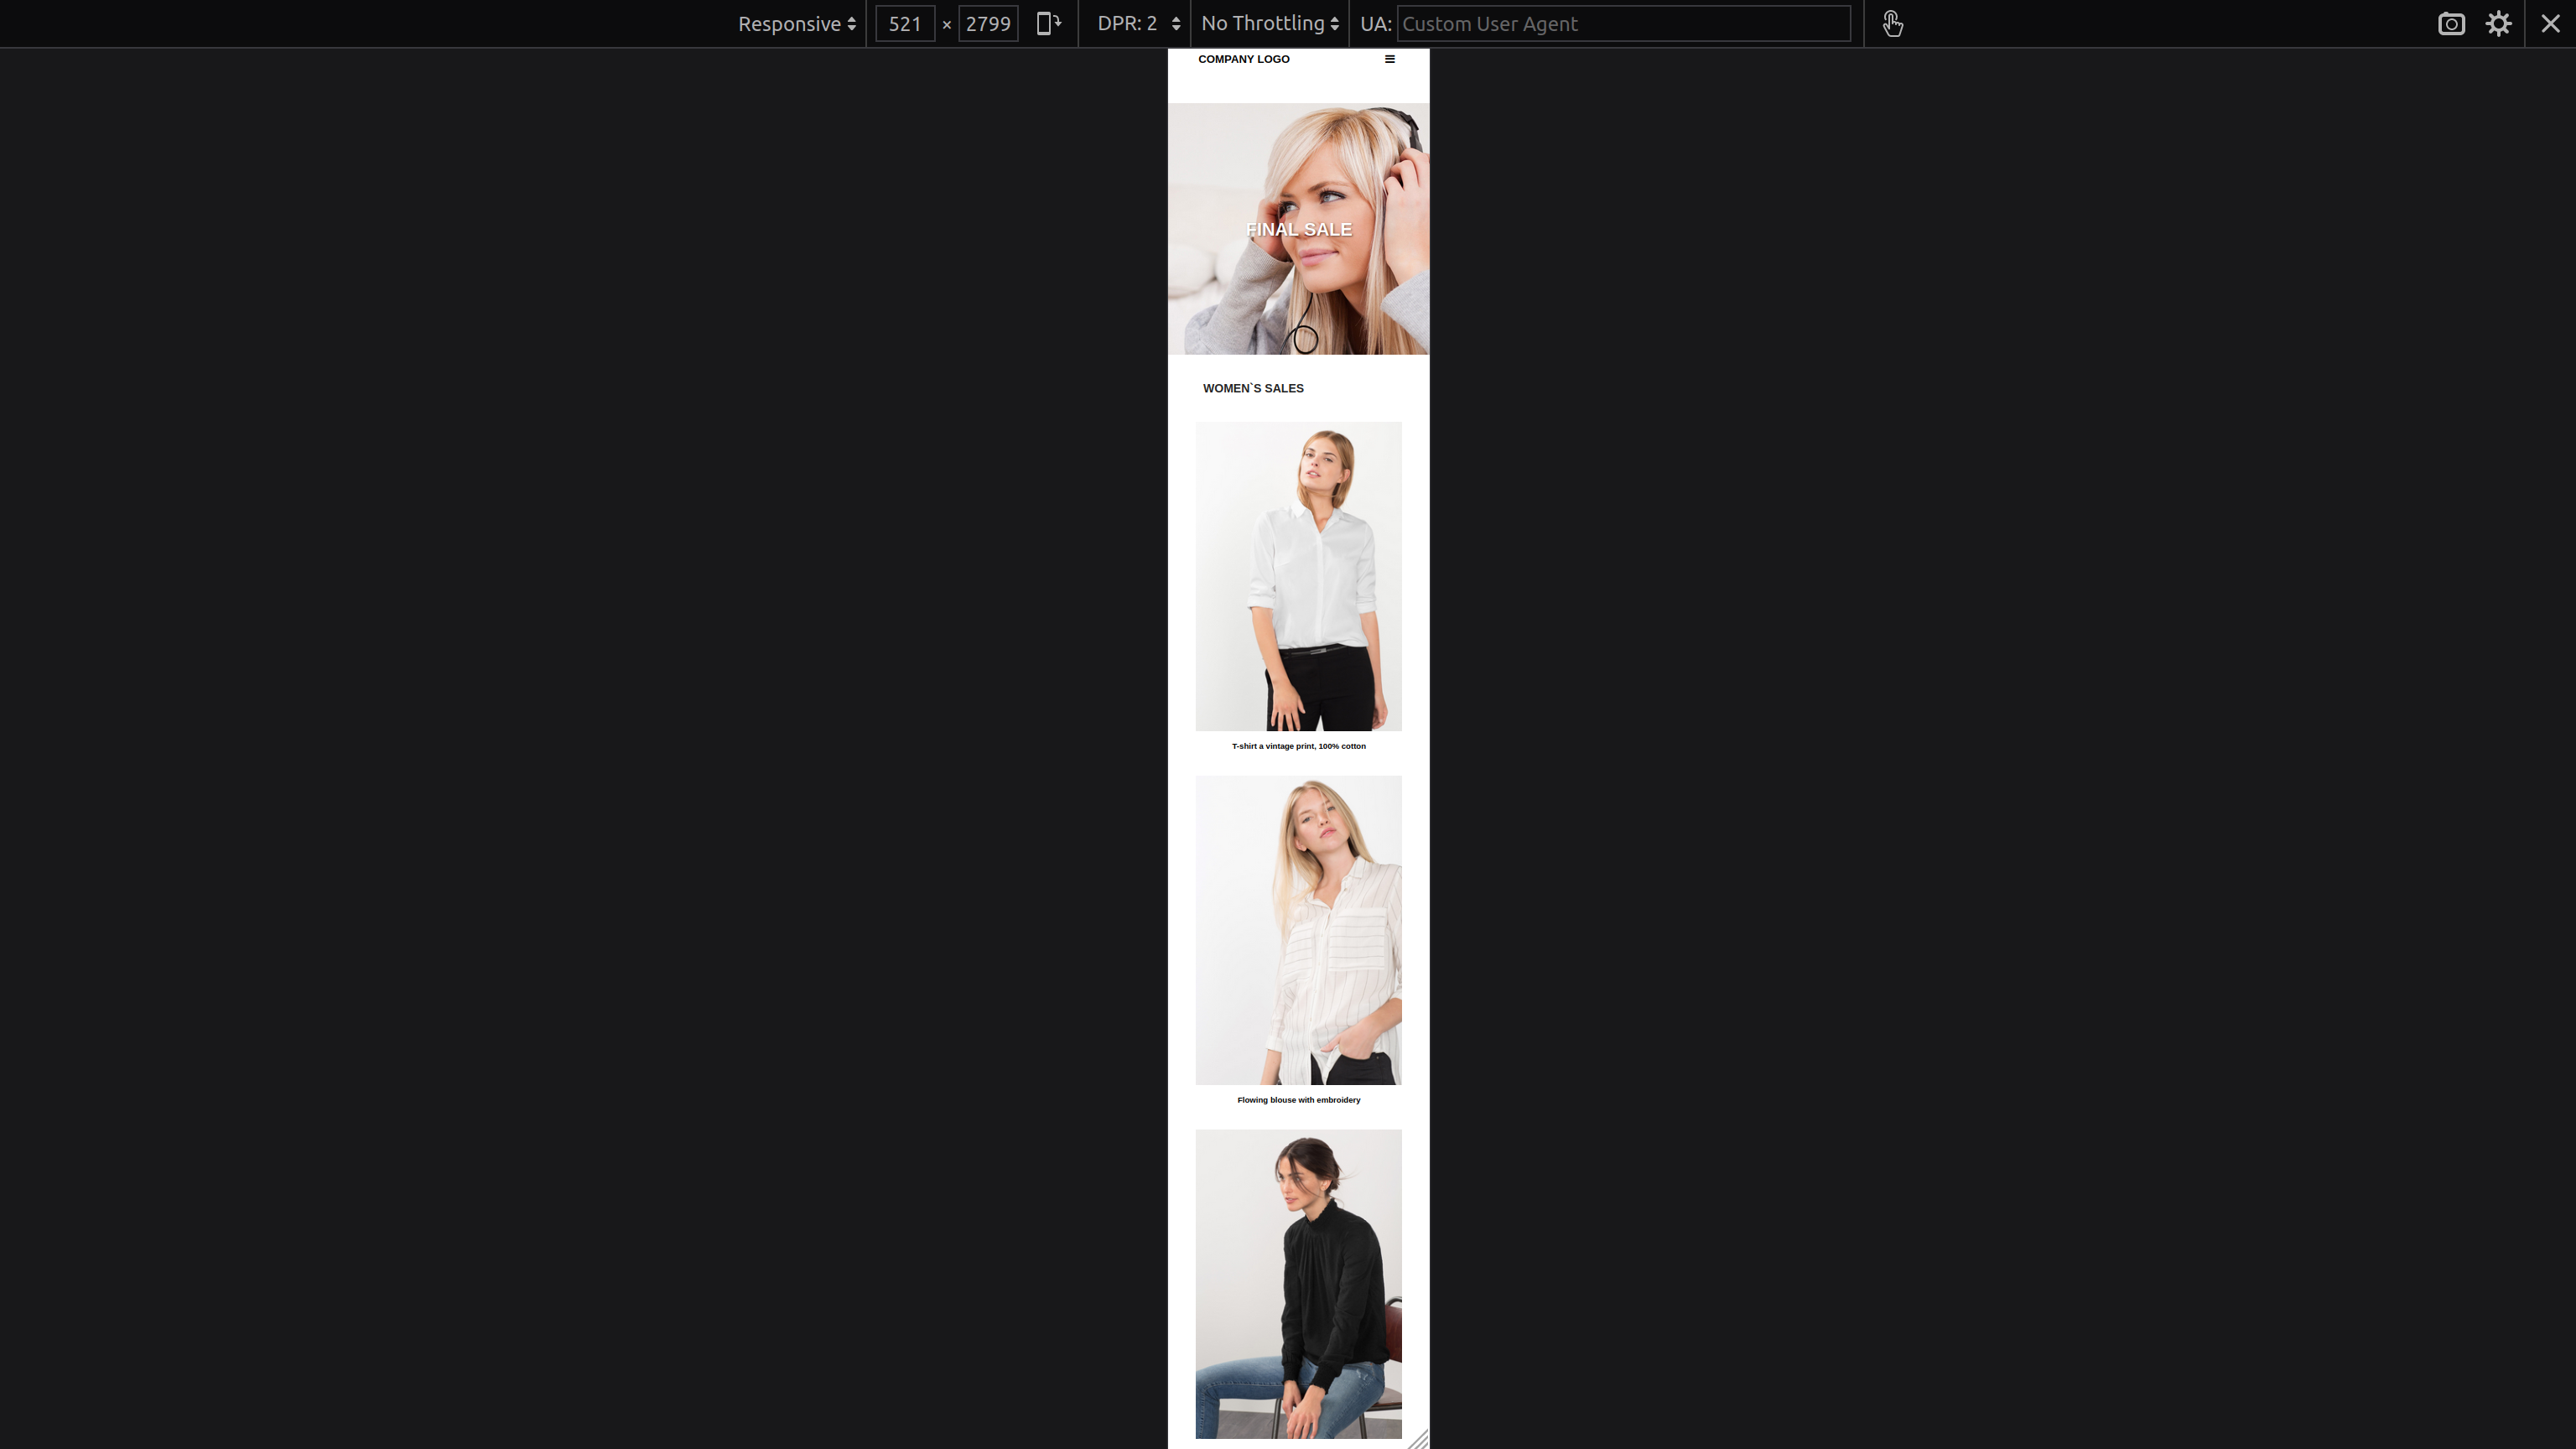 Responsive 521 × 2799 DPR: 2 No Throttling UA: Custom User Agent
COMPANY LOGO
FINAL SALE
WOMEN`S SALES
T-shirt a vintage print, 100% cotton
Flowing blouse with embroidery